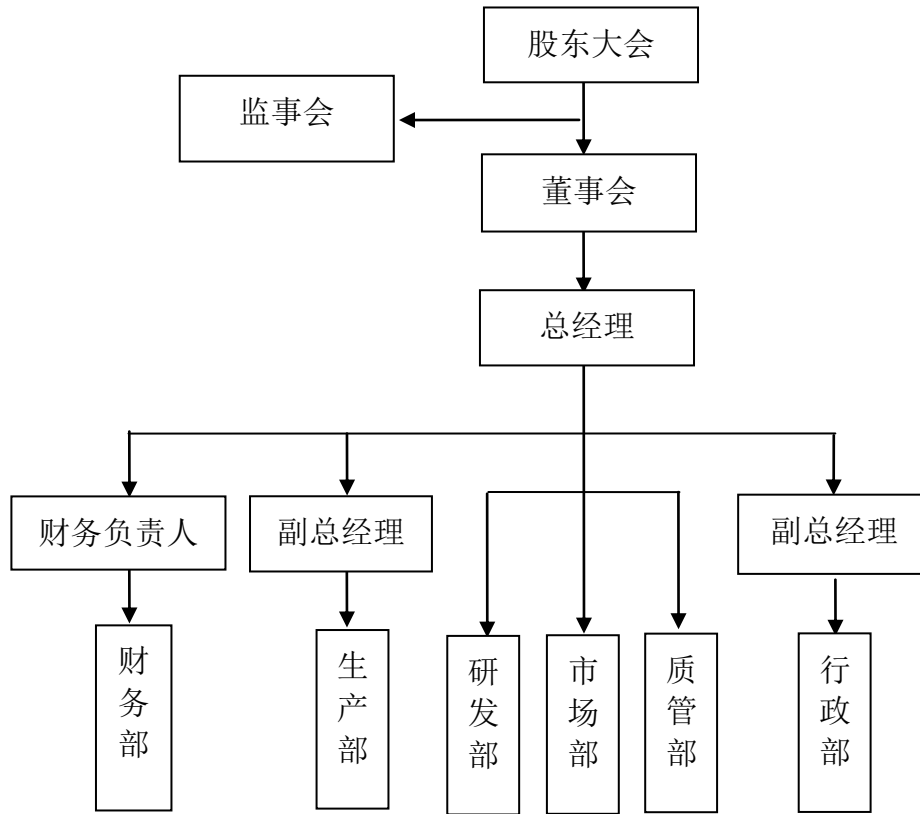 股东大会
监事会
董事会
总经理
财务负责人
副总经理
副总经理
财务部
生产部
研发部
市场部
质管部
行政部